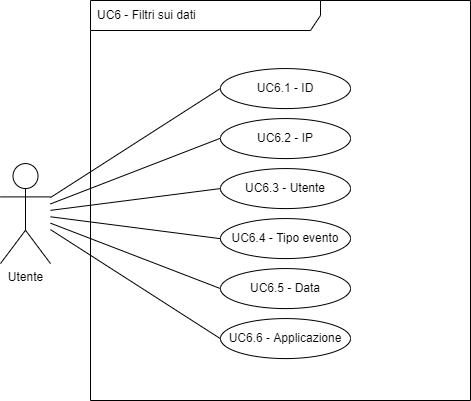 UC6 - Filtri sui dati
UC6.1 - ID
UC6.2 - IP
UC6.3 - Utente
UC6.4 - Tipo evento
Utente
UC6.5 - Data
UC6.6 - Applicazione